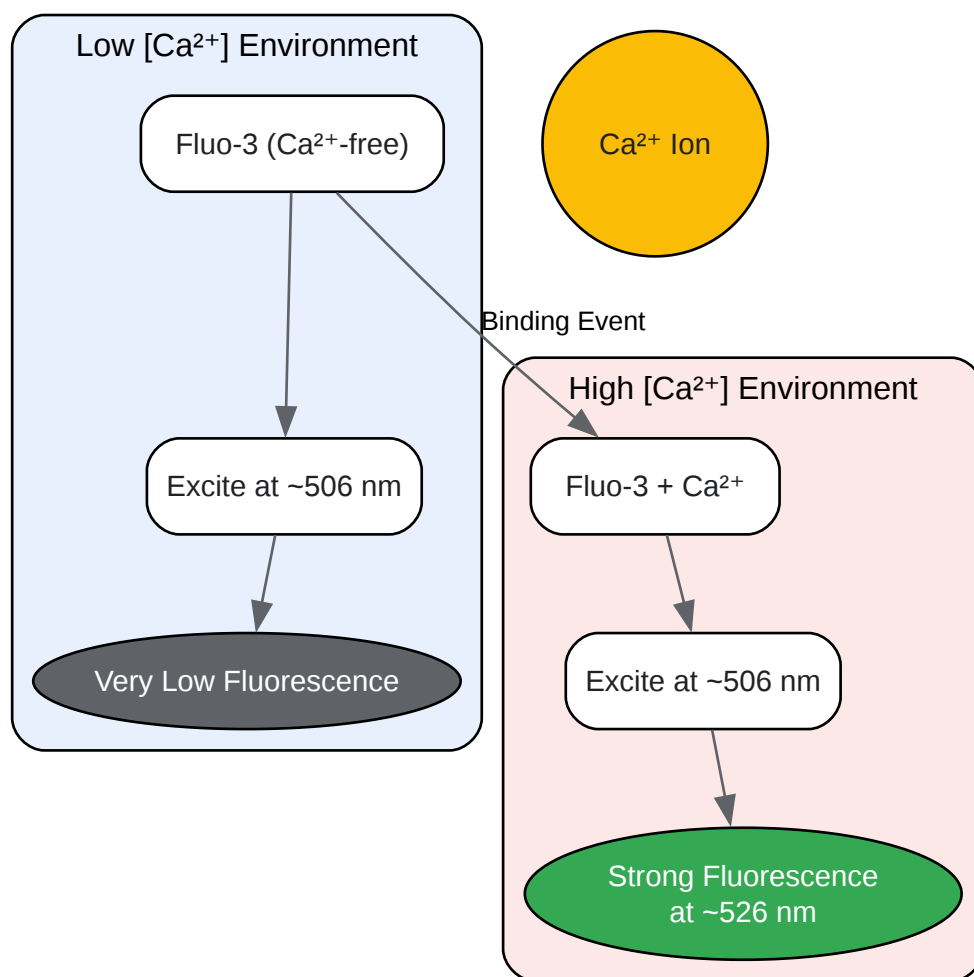 Low [Ca²⁺] Environment
Fluo-3 (Ca²⁺-free)
Ca²⁺ Ion
Binding Event
High [Ca²⁺] Environment
Excite at ~506 nm
Fluo-3 + Ca²⁺
Very Low Fluorescence
Excite at ~506 nm
Strong Fluorescence
at ~526 nm